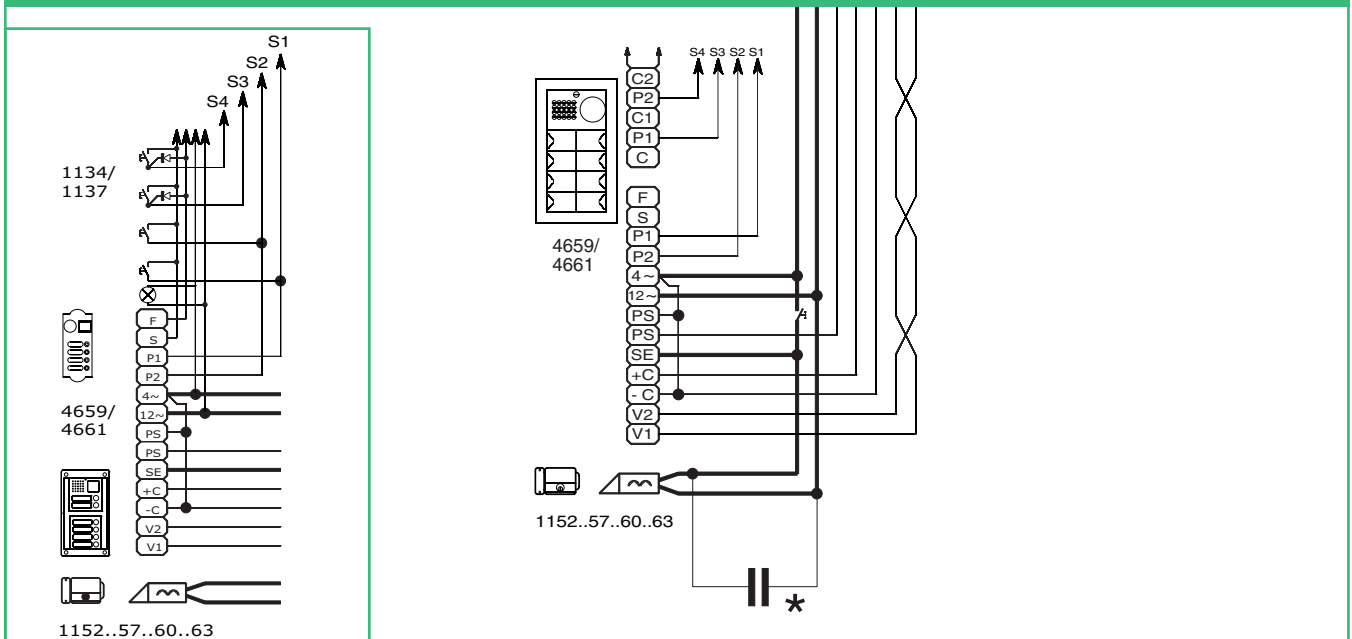 S1
S2
S3
S4
1134/
1137
F
S
P1
P2
4~
12~
PS
PS
SE
+C
-C
V2
V1
4659/
4661
1152..57..60..63
S4 S3 S2 S1
C2
P2
C1
P1
C
F
S
P1
P2
4~
12~
PS
PS
SE
+C
- C
V2
V1
4659/
4661
1152..57..60..63
*